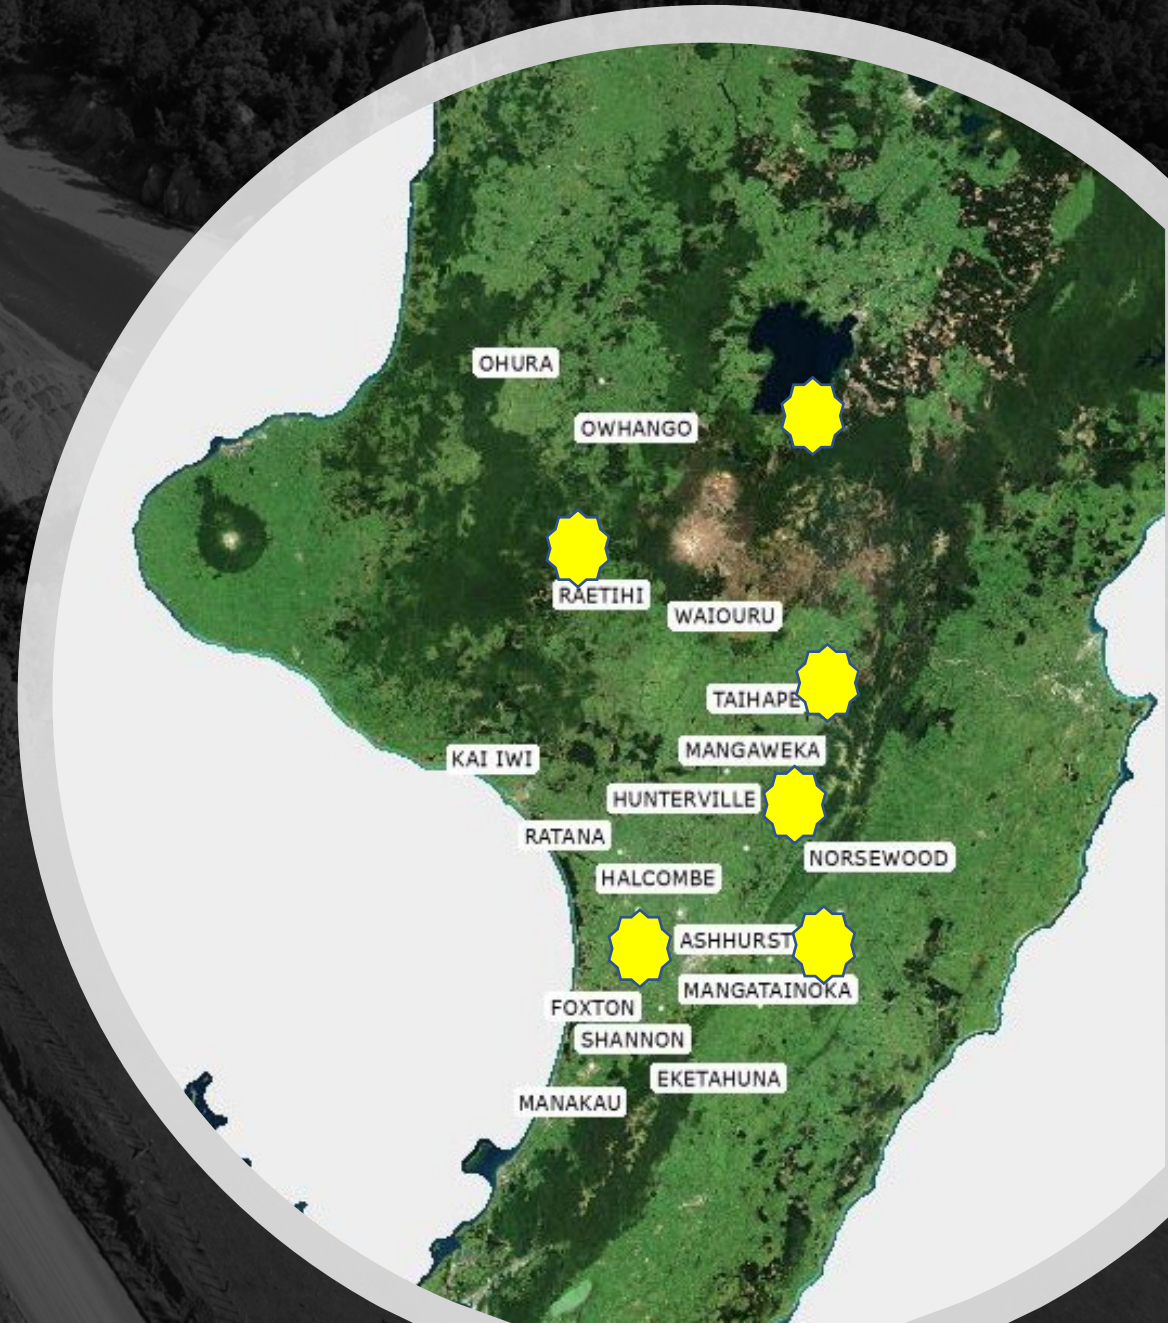 OHURA
OWHANGO
RAETIHI
WAIOURU
TAIHAPE
MANGAWEKA
KAI IWI
HUNTERVILLE
RATANA
NORSEWOOD
HALCOMBE
ASHHURST
MANGATAINOKA
FOXTON
SHANNON
EKETAHUNA
MANAKAU